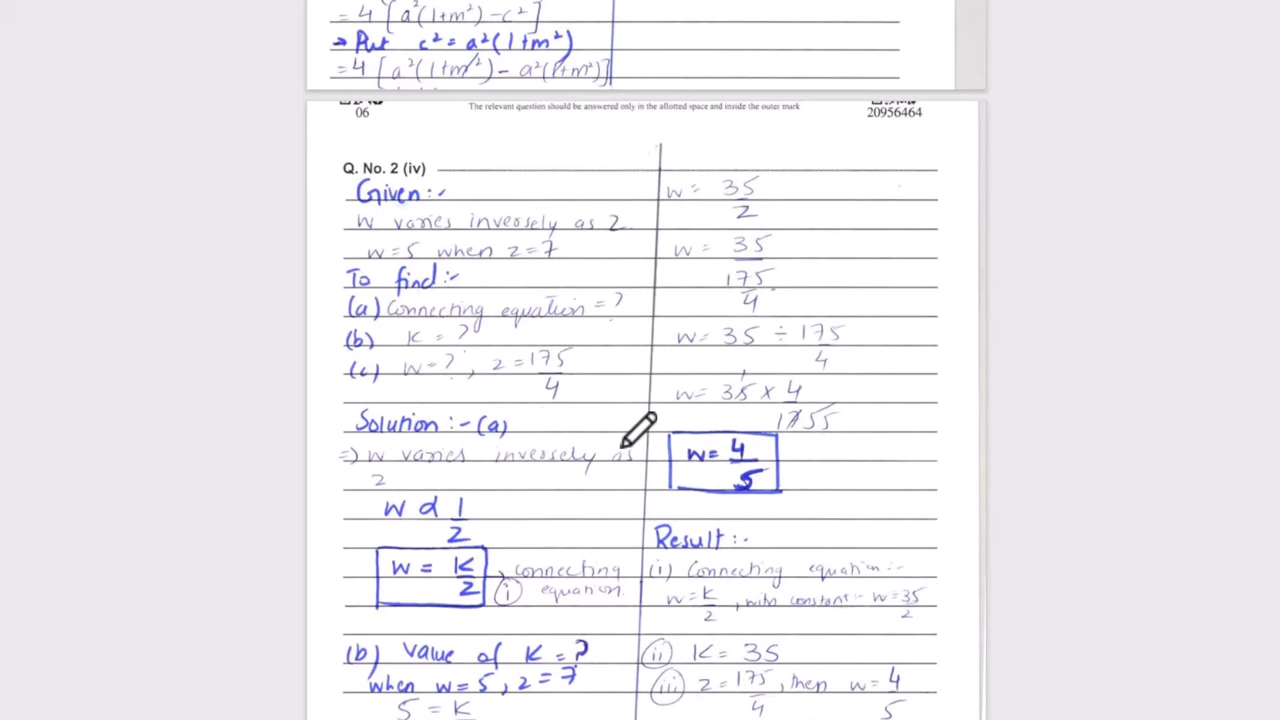 = 4 [a²(1+m²) - c²]
→ Put c² = a²(1+m²)
= 4 [a²(1+m²) - a²(1+m²)]
06
The relevant question should be answered only in the allotted space and inside the outer mark
20956464
Q. No. 2 (iv)
Given:-
W varies inversely as z
w = 5 when z = 7
To find:-
(a) Connecting equation = ?
(b) K = ?
(c) W = ? , z = 175/4
Solution :- (a)
=> W varies inversely as
z
W α 1/z
W = K/z , connecting
(i) equation.
(b) Value of K = ?
when w = 5, z = 7
5 = K
W = 35/z
W = 35
175/4
W = 35 ÷ 175/4
W = 35 × 4
175 5
W = 4/5
Result :-
(i) Connecting equation :-
W = K/z , with constant :- W = 35/z
(ii) K = 35
(iii) z = 175/4 , then w = 4/5